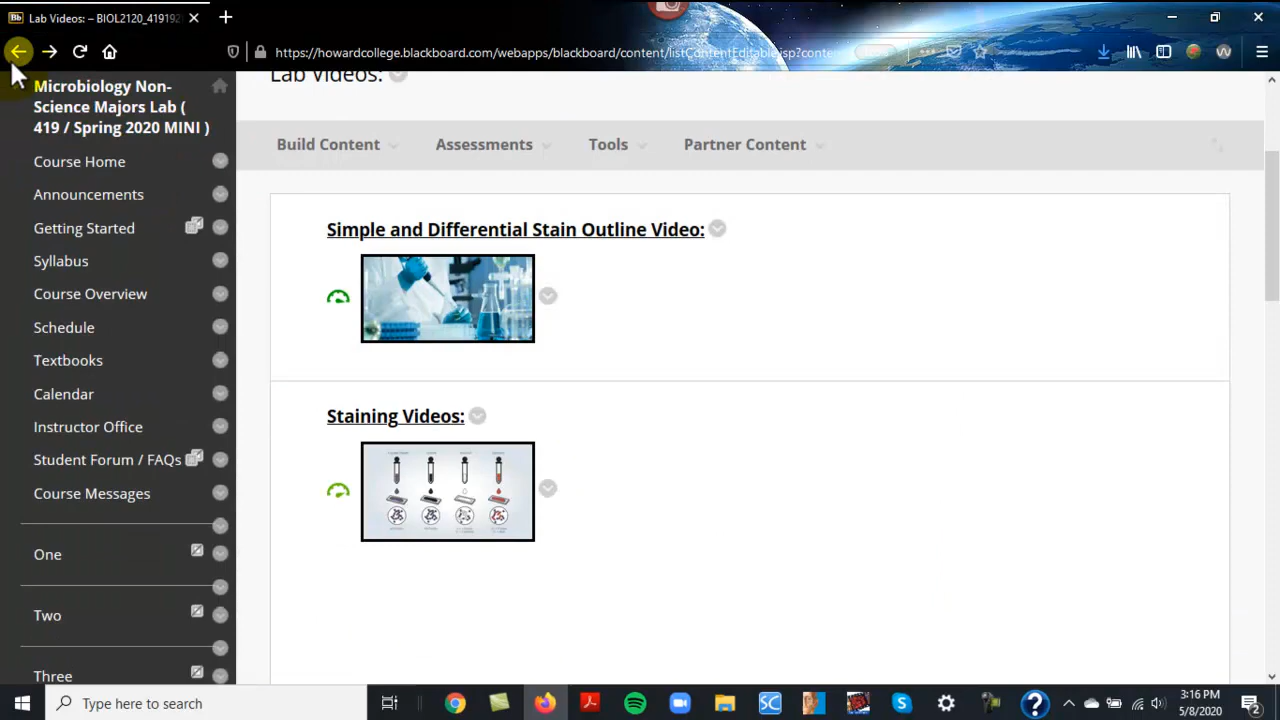 Lab Videos: – BIOL2120_419192
https://howardcollege.blackboard.com/webapps/blackboard/content/listContentEditable.jsp?conten
Microbiology Non-
Science Majors Lab (
419 / Spring 2020 MINI )
Course Home
Announcements
Getting Started
Syllabus
Course Overview
Schedule
Textbooks
Calendar
Instructor Office
Student Forum / FAQs
Course Messages
One
Two
Three
Lab Videos:
Build Content
Assessments
Tools
Partner Content
Simple and Differential Stain Outline Video:
Staining Videos:
Type here to search
3:16 PM
5/8/2020